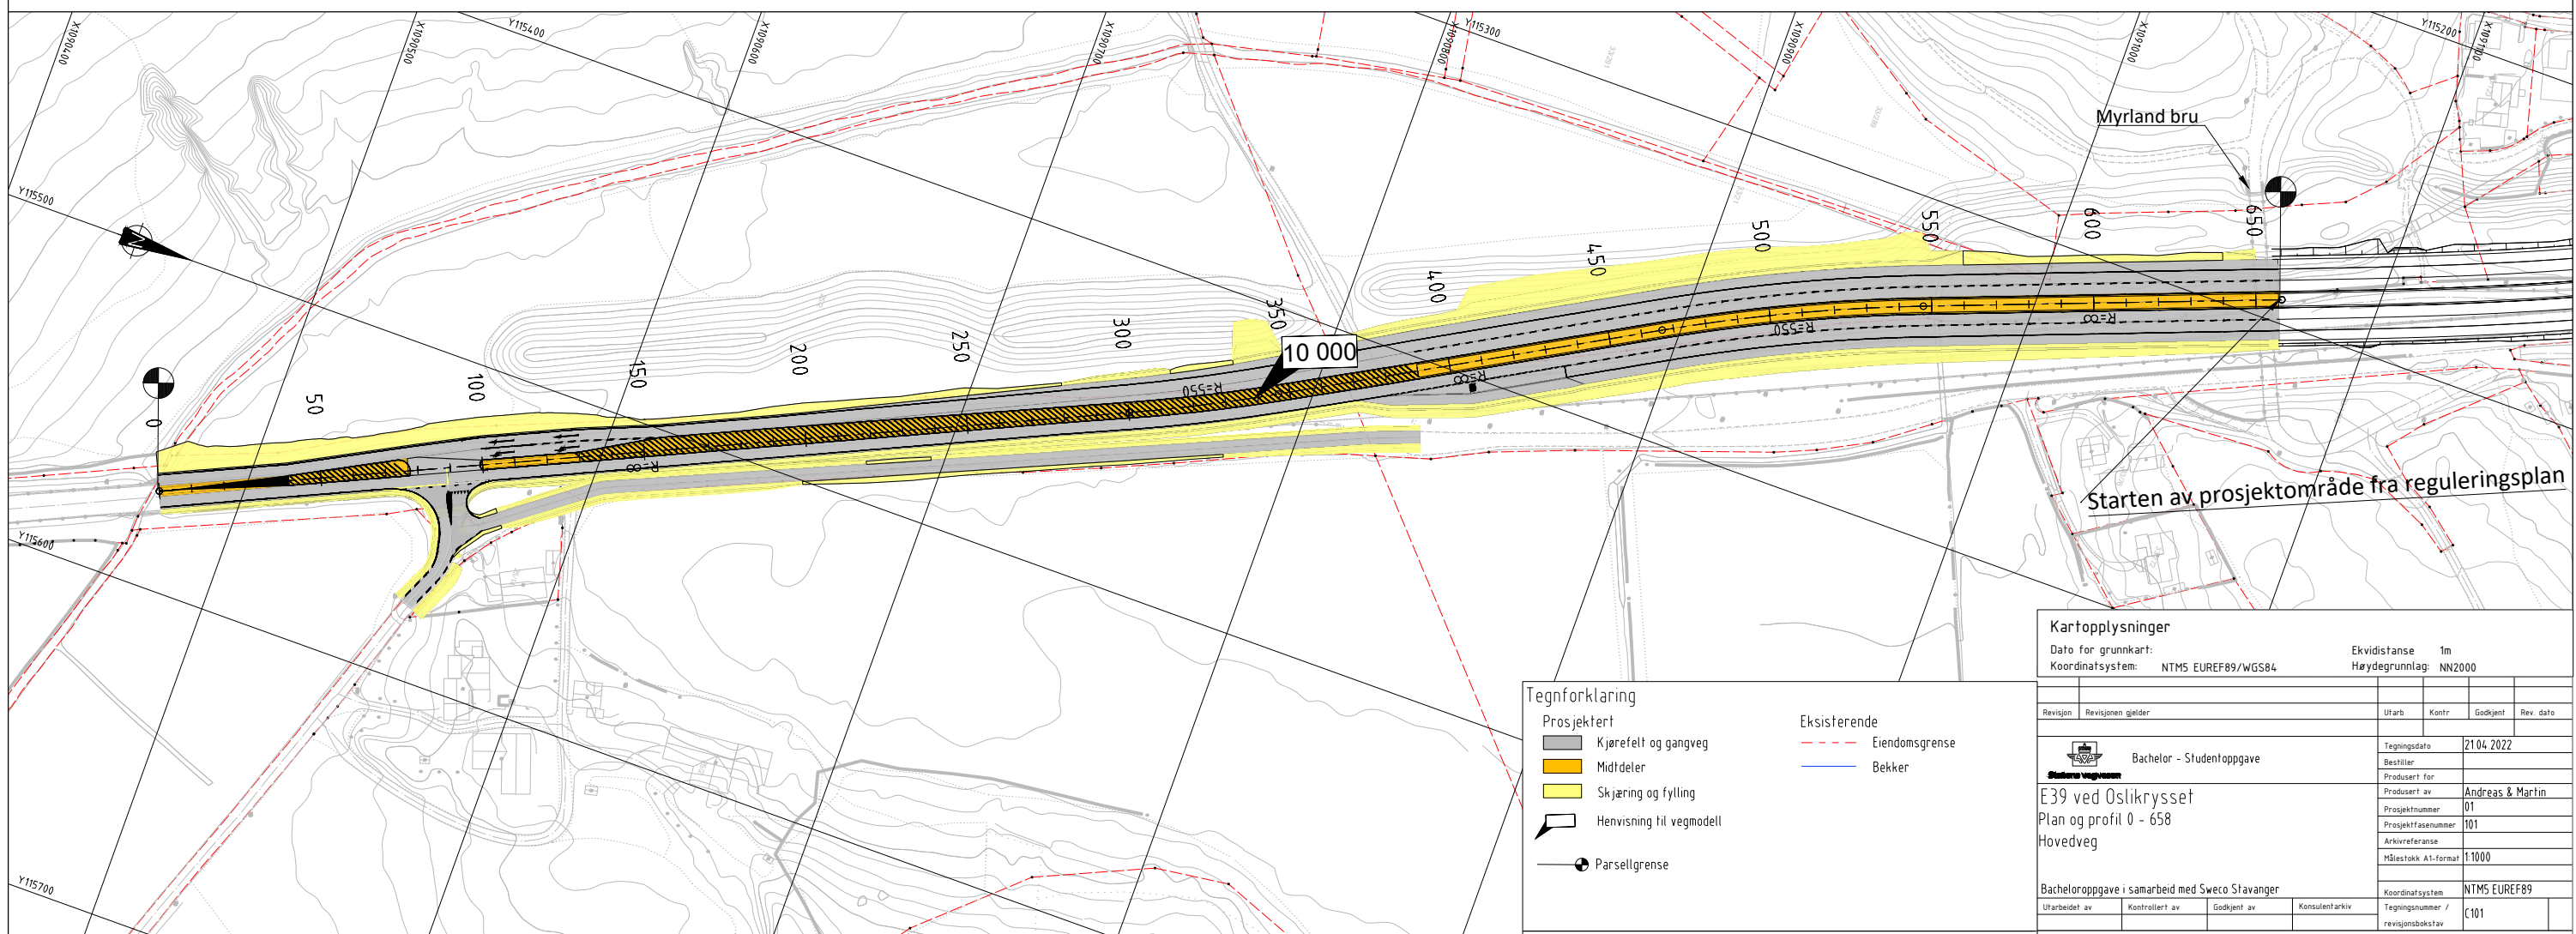 X1090400
X1090500
Y115400
X1090600
X1090700
X1090800
Y115300
X1090900
X1091000
Y115200
X1091100
Myrland bru
Y115500
N
0
50
100
150
200
250
300
350
400
450
500
550
600
650
10 000
R=∞
R=550
R=∞
R=550
R=∞
Starten av prosjektområde fra reguleringsplan
Y115600
Y115700
Tegnforklaring
Prosjektert
Kjørefelt og gangveg
Midtdeler
Skjæring og fylling
Henvisning til vegmodell
Parsellgrense
Eksisterende
Eiendomsgrense
Bekker
Kartopplysninger
Dato for grunnkart:
Koordinatsystem: NTM5 EUREF89/WGS84
Ekvidistanse 1m
Høydegrunnlag: NN2000
Revisjon Revisjonen gjelder Utarb Kontr Godkjent Rev. dato
Statens vegvesen
Bachelor - Studentoppgave
Tegningsdato 21.04.2022
Bestiller
Produsert for
Produsert av Andreas & Martin
Prosjektnummer 01
Prosjektfasenummer 101
Arkivreferanse
Målestokk A1-format 1:1000
Koordinatsystem NTM5 EUREF89
Tegningsnummer / revisjonsbokstav C101
E39 ved Oslikrysset
Plan og profil 0 - 658
Hovedveg
Bacheloroppgave i samarbeid med Sweco Stavanger
Utarbeidet av Kontrollert av Godkjent av Konsulentarkiv